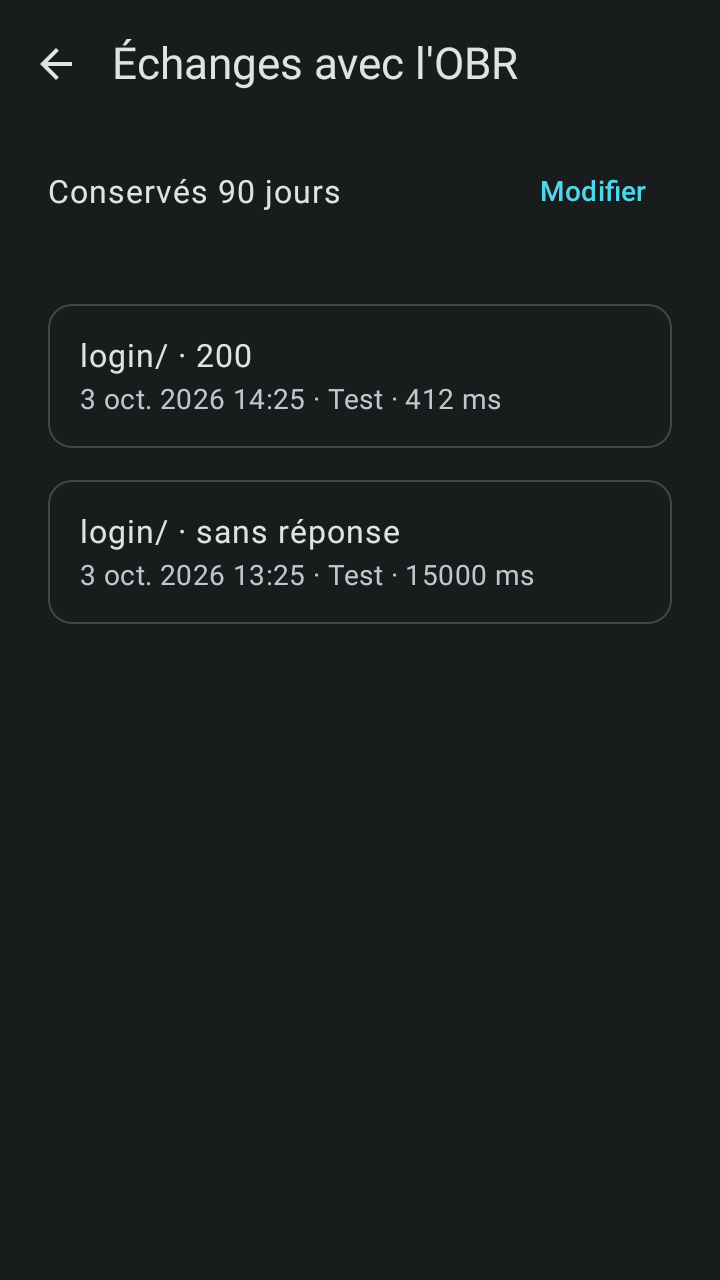 Échanges avec l'OBR
Conservés 90 jours
Modifier
login/ · 200
3 oct. 2026 14:25 · Test · 412 ms
login/ · sans réponse
3 oct. 2026 13:25 · Test · 15000 ms